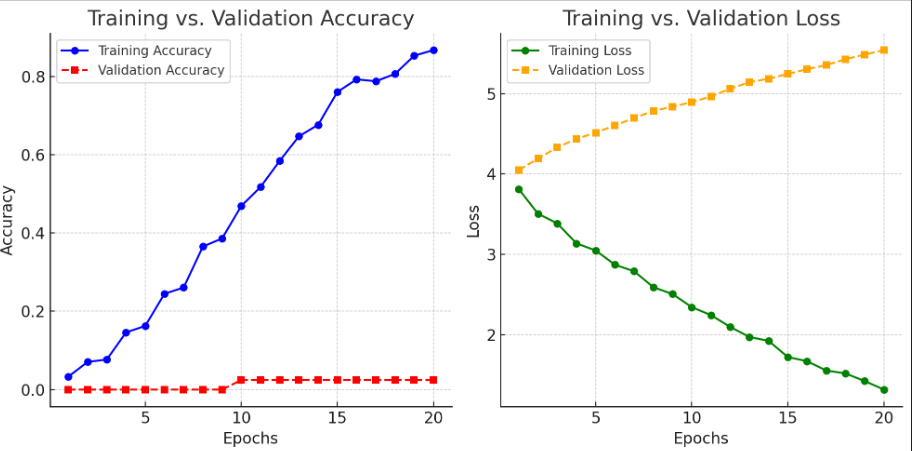 Training vs. Validation Accuracy
Training Accuracy
Validation Accuracy
Accuracy
0.8
0.6
0.4
0.2
0.0
5
10
15
20
Epochs
Training vs. Validation Loss
Training Loss
Validation Loss
Loss
5
4
3
2
5
10
15
20
Epochs